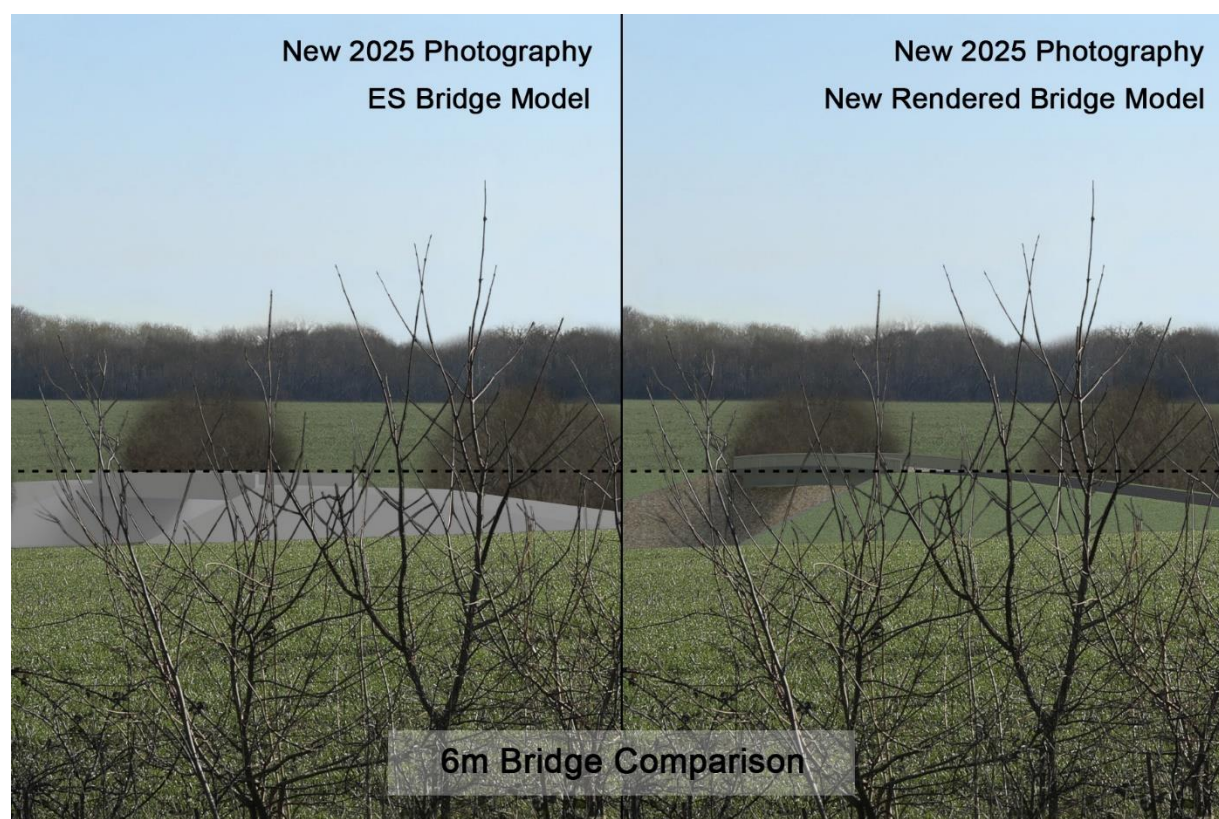 New 2025 Photography
ES Bridge Model
New 2025 Photography
New Rendered Bridge Model
6m Bridge Comparison